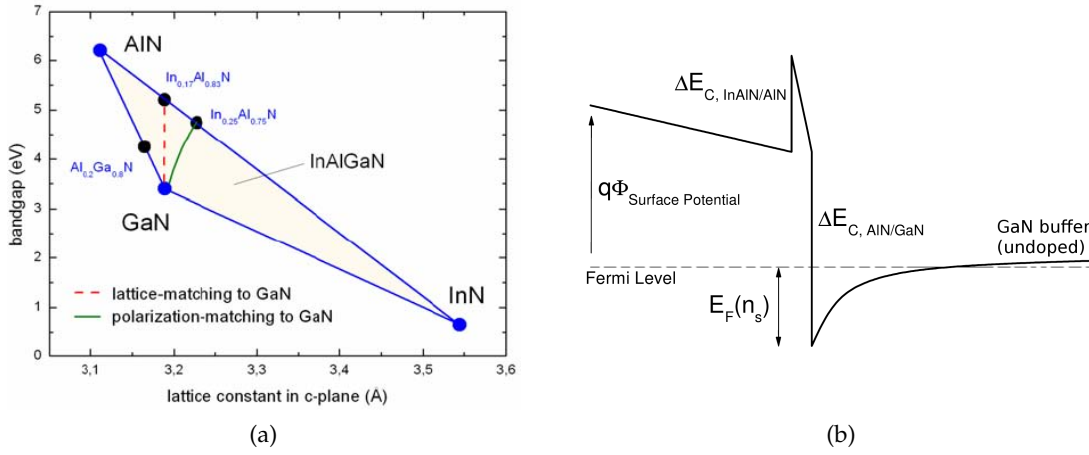 7
6
5
4
3
2
1
0
bandgap (eV)
AlN
In0.17Al0.83N
In0.25Al0.75N
Al0.2Ga0.8N
InAlGaN
GaN
InN
lattice-matching to GaN
polarization-matching to GaN
3,1 3,2 3,3 3,4 3,5 3,6
lattice constant in c-plane (Å)
(a)
ΔEC, InAlN/AlN
qΦSurface Potential
ΔEC, AlN/GaN
GaN buffer
(undoped)
Fermi Level
EF(ns)
(b)